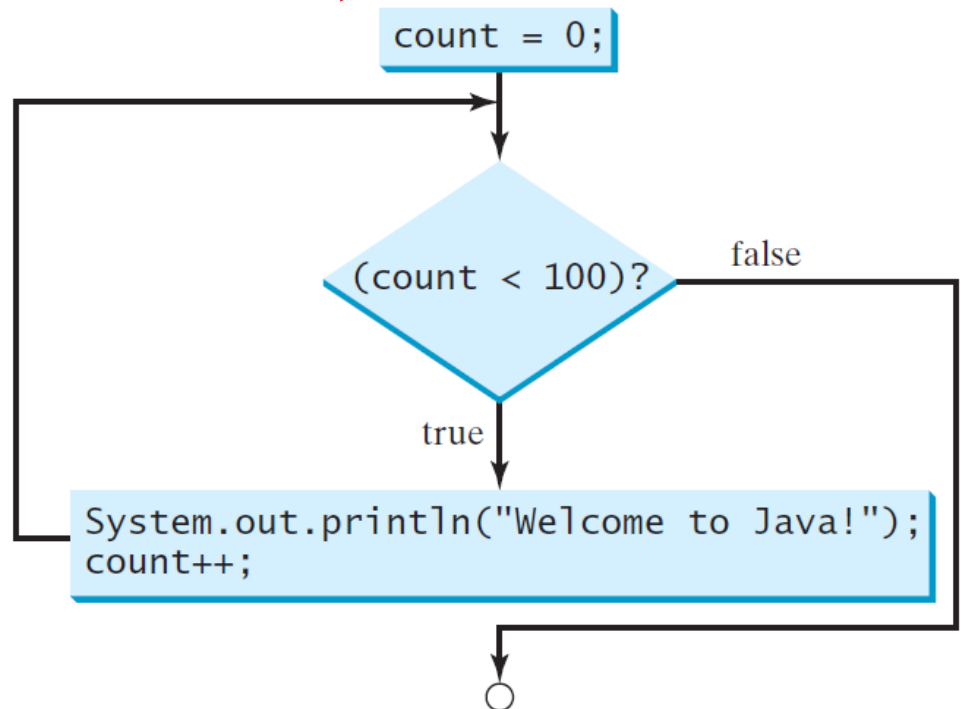 count = 0;
(count < 100)?
false
true
System.out.println("Welcome to Java!");
count++;